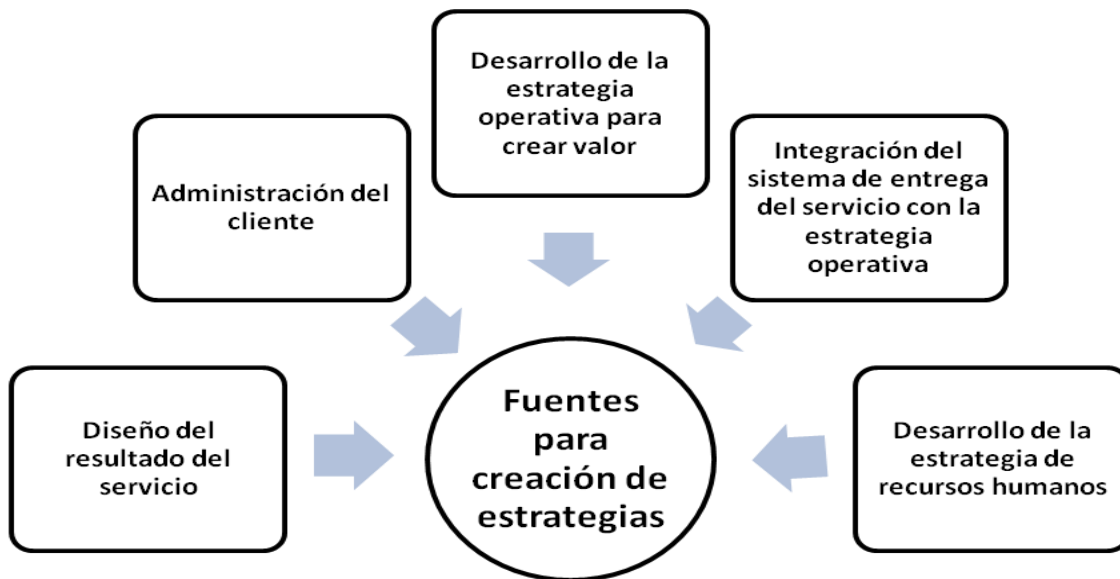 Desarrollo de la
estrategia
operativa para
crear valor
Administración del
cliente
Integración del
sistema de entrega
del servicio con la
estrategia
operativa
Diseño del
resultado del
servicio
Fuentes
para
creación de
estrategias
Desarrollo de la
estrategia de
recursos humanos